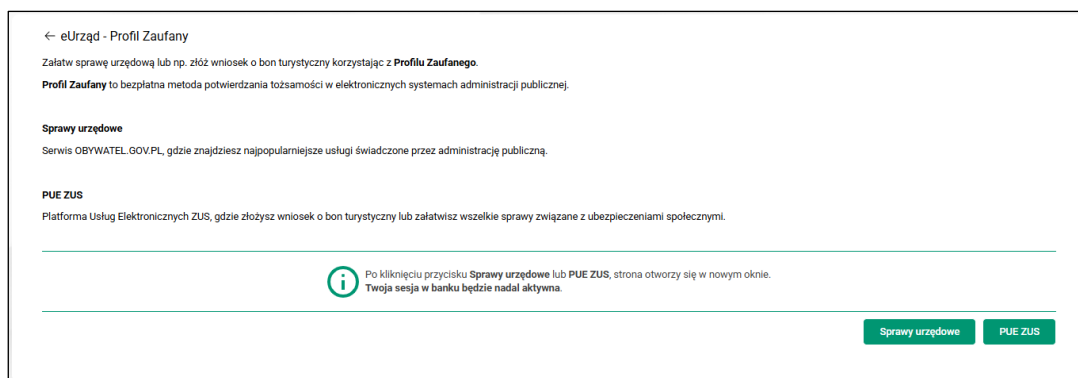 ← eUrząd - Profil Zaufany
Załatw sprawę urzędową lub np. złóż wniosek o bon turystyczny korzystając z Profilu Zaufanego.
Profil Zaufany to bezpłatna metoda potwierdzania tożsamości w elektronicznych systemach administracji publicznej.
Sprawy urzędowe
Serwis OBYWATEL.GOV.PL, gdzie znajdziesz najpopularniejsze usługi świadczone przez administrację publiczną.
PUE ZUS
Platforma Usług Elektronicznych ZUS, gdzie złożysz wniosek o bon turystyczny lub załatwisz wszelkie sprawy związane z ubezpieczeniami społecznymi.
Po kliknięciu przycisku Sprawy urzędowe lub PUE ZUS, strona otworzy się w nowym oknie.
Twoja sesja w banku będzie nadal aktywna.
Sprawy urzędowe PUE ZUS